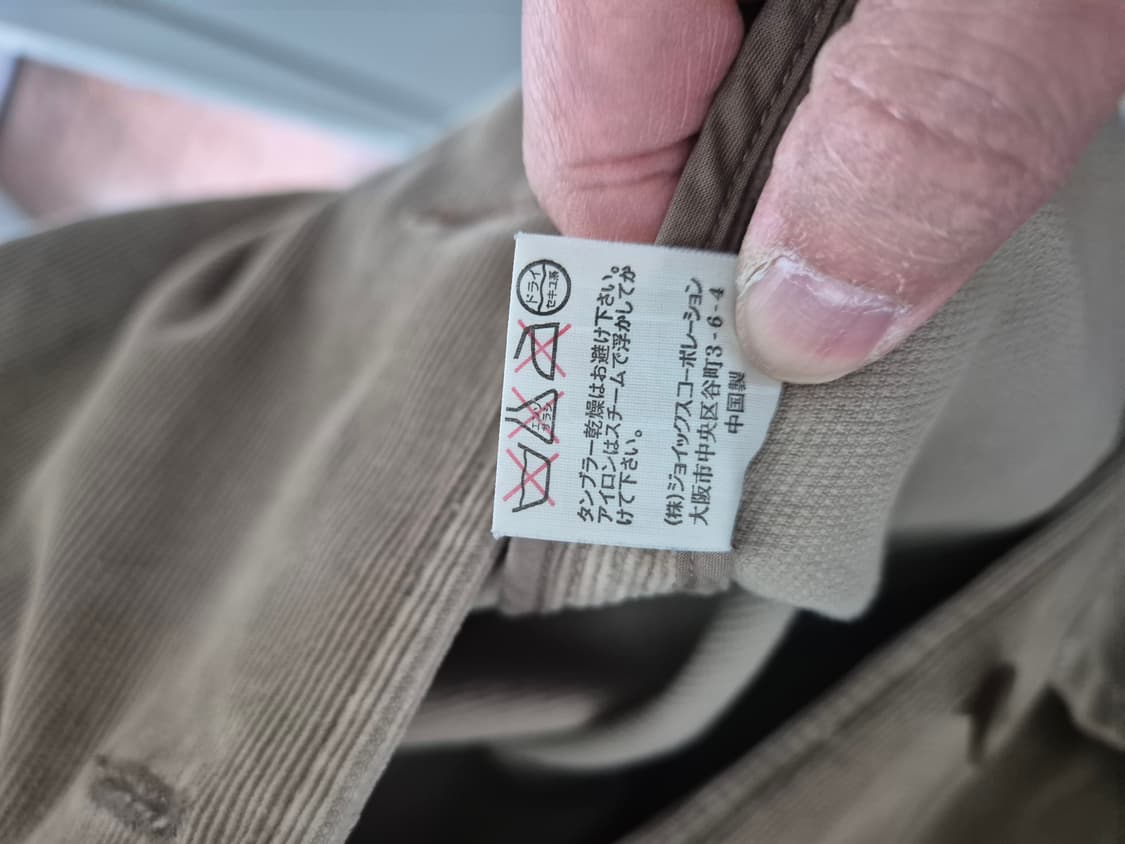 エンソ
サラシ
ドライ
セキユ系
タンブラー乾燥はお避け下さい。
アイロンはスチームで浮かしてか
けて下さい。
(株)ジョイックスコーポレーション
大阪市中央区谷町3-6-4
中国製